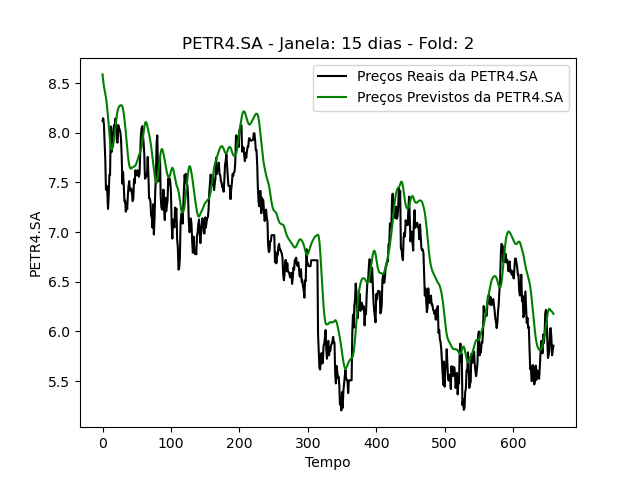 PETR4.SA - Janela: 15 dias - Fold: 2
Preços Reais da PETR4.SA
Preços Previstos da PETR4.SA
PETR4.SA
8.5
8.0
7.5
7.0
6.5
6.0
5.5
0 100 200 300 400 500 600
Tempo